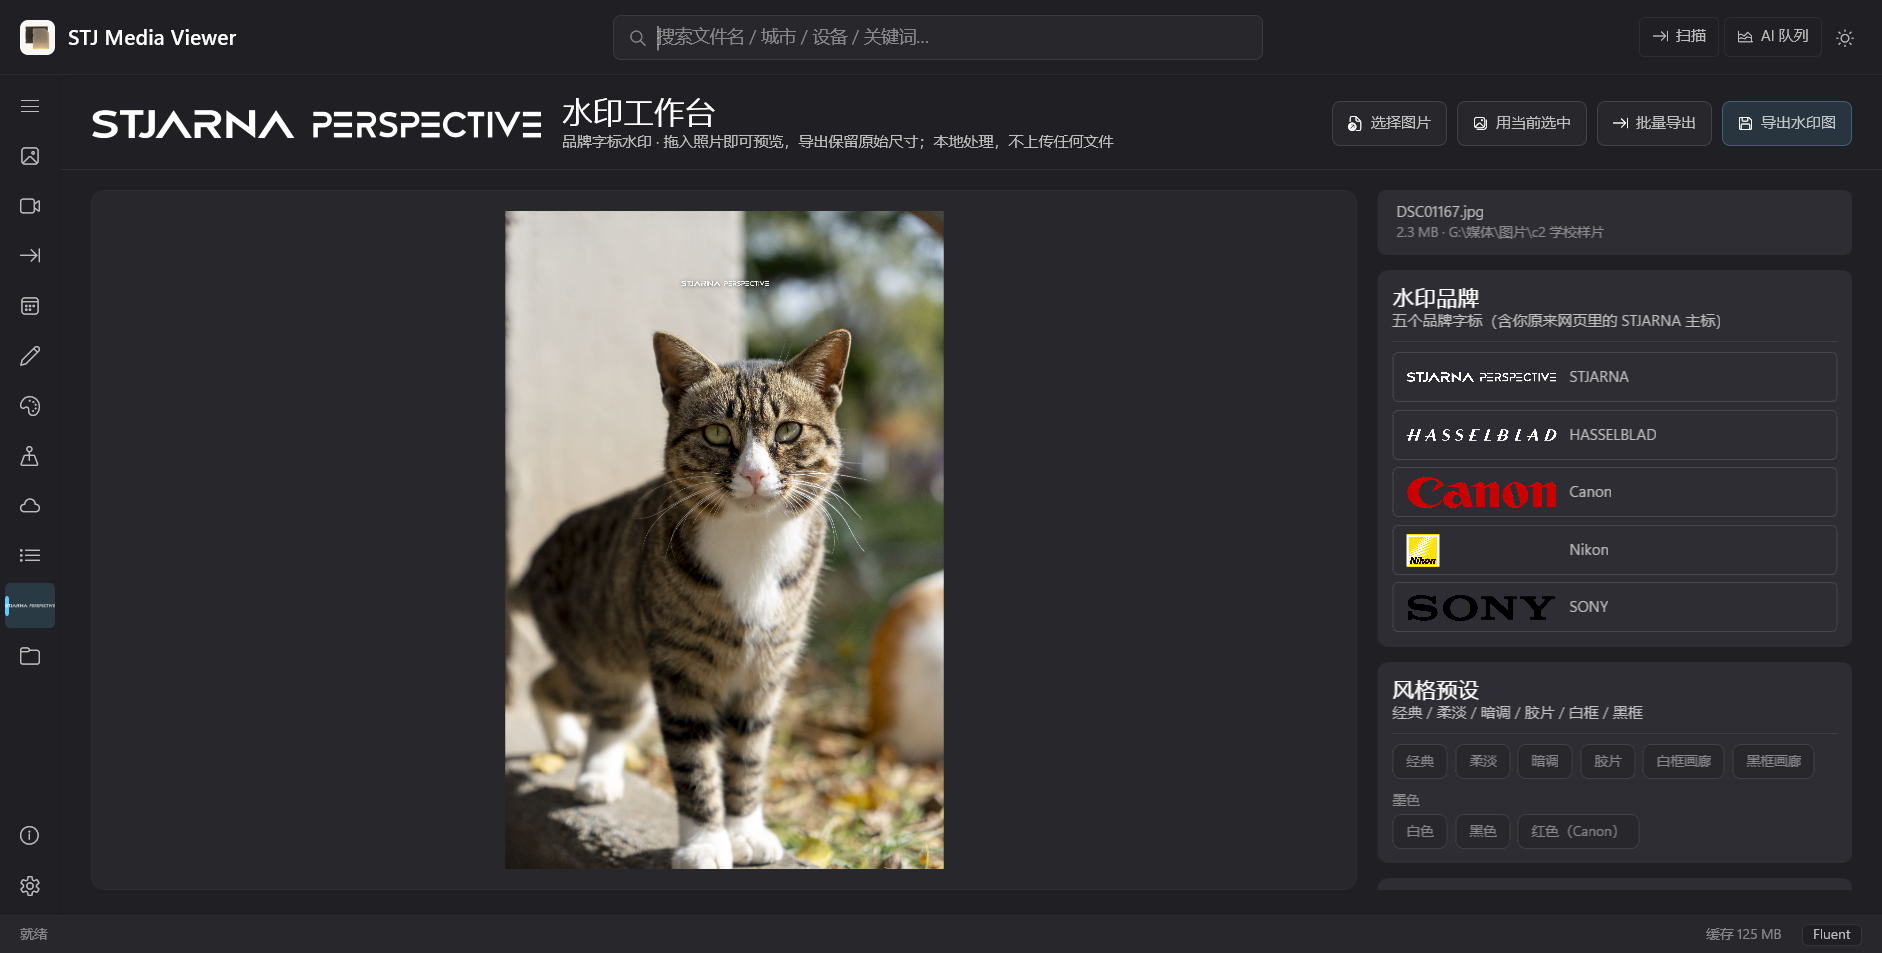 STJ Media Viewer
搜索文件名 / 城市 / 设备 / 关键词...
扫描
AI 队列
STJARNA PERSPECTIVE
水印工作台
品牌字标水印 · 拖入照片即可预览，导出保留原始尺寸；本地处理，不上传任何文件
选择图片
用当前选中
批量导出
导出水印图
STJARNA PERSPECTIVE
DSC01167.jpg
2.3 MB · G:\媒体\图片\c2 学校样片
水印品牌
五个品牌字标（含你原来网页里的 STJARNA 主标）
STJARNA PERSPECTIVE STJARNA
HASSELBLAD HASSELBLAD
Canon Canon
Nikon Nikon
SONY SONY
STJARNA PERSPECTIVE
风格预设
经典 / 柔淡 / 暗调 / 胶片 / 白框 / 黑框
经典
柔淡
暗调
胶片
白框画廊
黑框画廊
墨色
白色
黑色
红色（Canon）
就绪
缓存 125 MB
Fluent